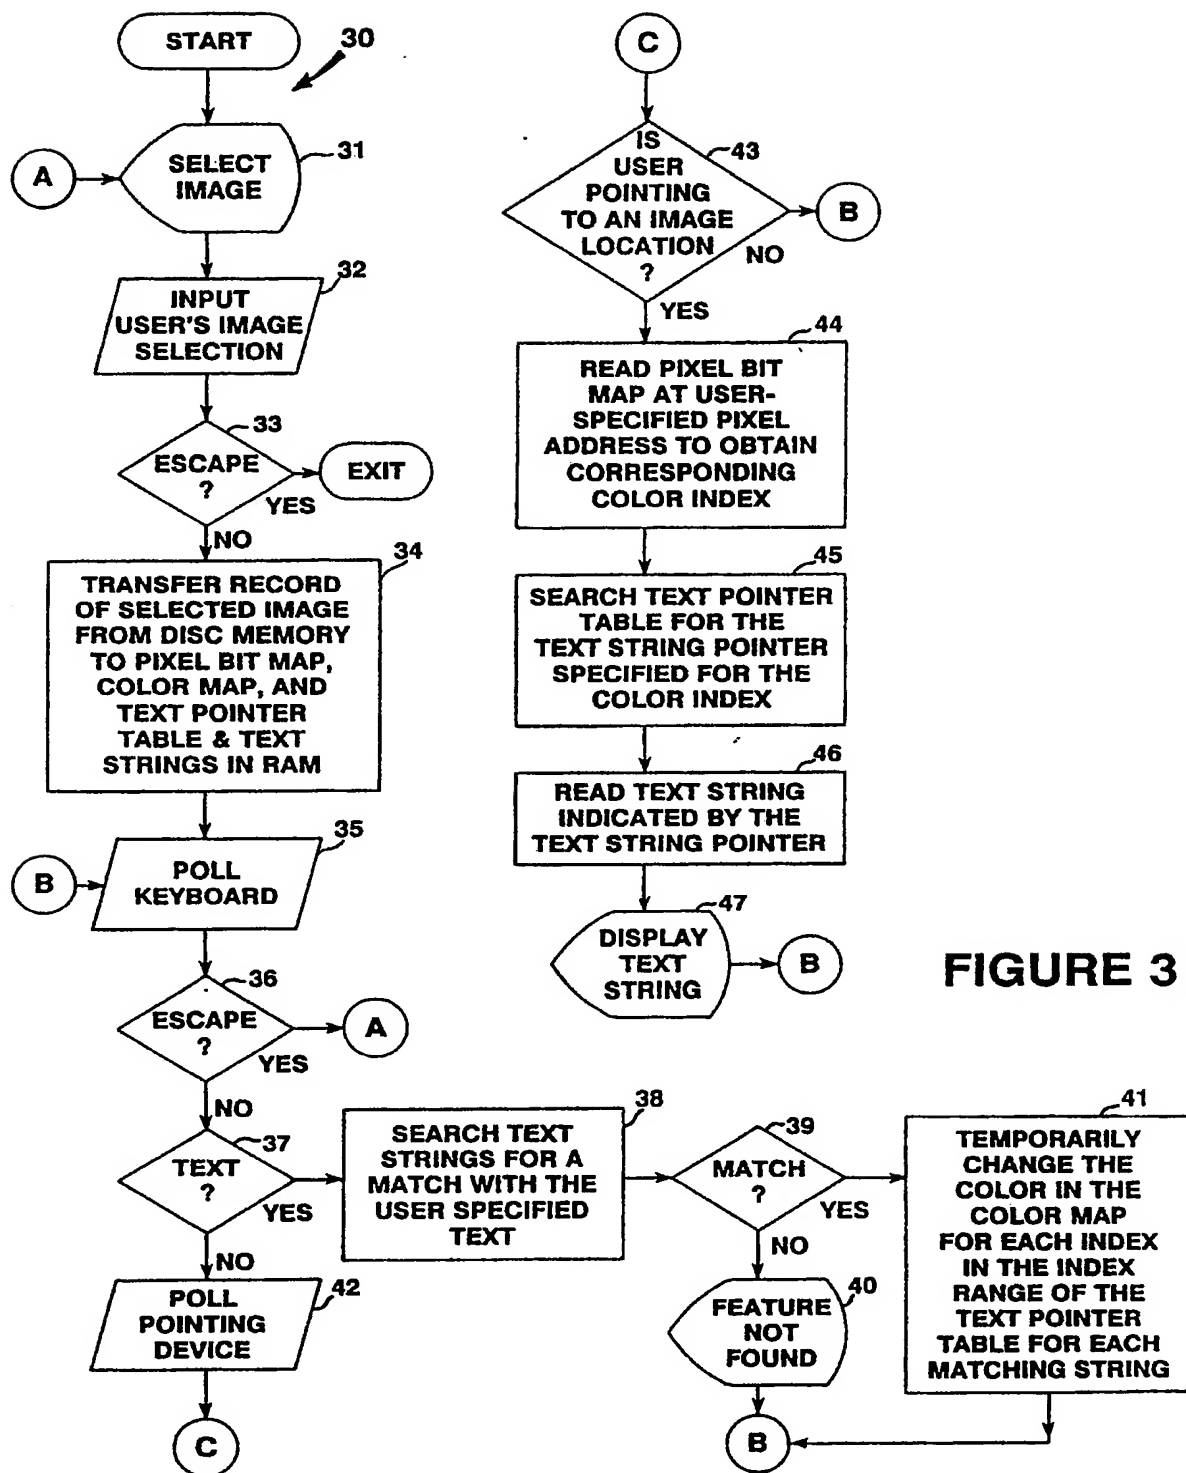 START
30
A
SELECT
IMAGE
31
INPUT
USER'S IMAGE
SELECTION
32
ESCAPE
?
33
YES
EXIT
NO
TRANSFER RECORD
OF SELECTED IMAGE
FROM DISC MEMORY
TO PIXEL BIT MAP,
COLOR MAP, AND
TEXT POINTER
TABLE & TEXT
STRINGS IN RAM
34
B
POLL
KEYBOARD
35
ESCAPE
?
36
YES
A
NO
TEXT
?
37
YES
SEARCH TEXT
STRINGS FOR A
MATCH WITH THE
USER SPECIFIED
TEXT
38
MATCH
?
39
YES
TEMPORARILY
CHANGE THE
COLOR IN THE
COLOR MAP
FOR EACH INDEX
IN THE INDEX
RANGE OF THE
TEXT POINTER
TABLE FOR EACH
MATCHING STRING
41
NO
FEATURE
NOT
FOUND
40
B
NO
POLL
POINTING
DEVICE
42
C
C
IS
USER
POINTING
TO AN IMAGE
LOCATION
?
43
NO
B
YES
READ PIXEL BIT
MAP AT USER-
SPECIFIED PIXEL
ADDRESS TO OBTAIN
CORRESPONDING
COLOR INDEX
44
SEARCH TEXT POINTER
TABLE FOR THE
TEXT STRING POINTER
SPECIFIED FOR THE
COLOR INDEX
45
READ TEXT STRING
INDICATED BY THE
TEXT STRING POINTER
46
DISPLAY
TEXT
STRING
47
B
FIGURE 3